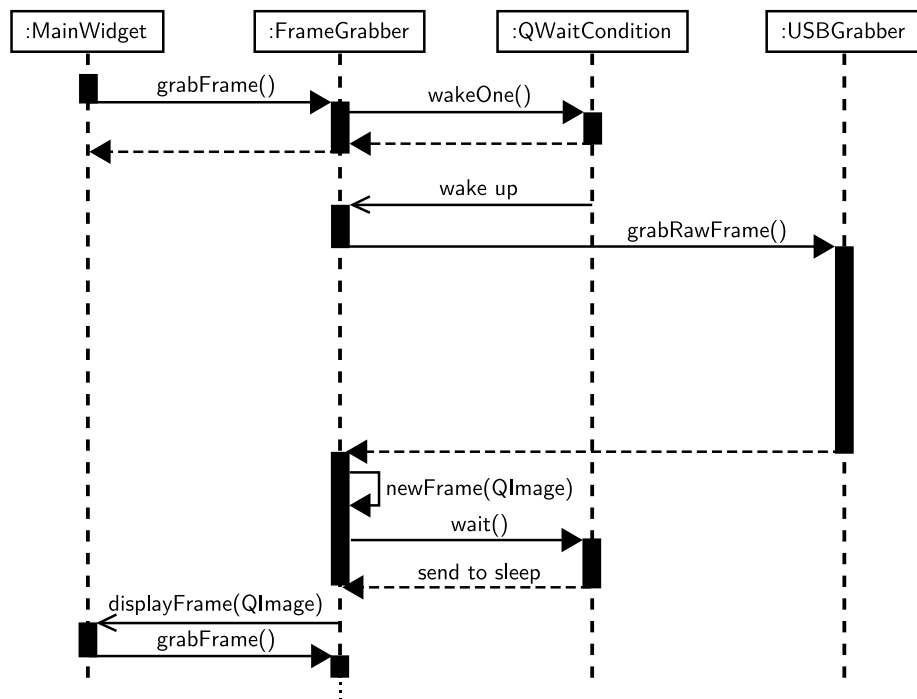 :MainWidget
:FrameGrabber
:QWaitCondition
:USBGrabber
grabFrame()
wakeOne()
wake up
grabRawFrame()
newFrame(QImage)
wait()
send to sleep
displayFrame(QImage)
grabFrame()